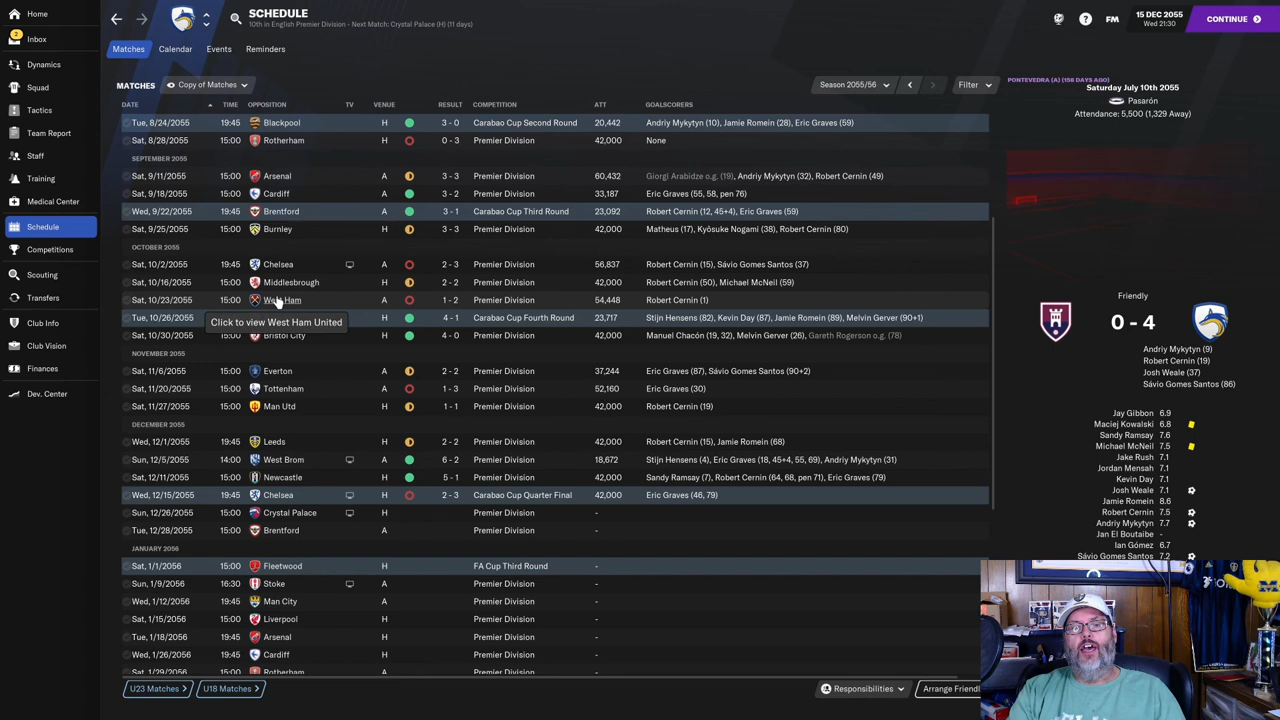 Home
2
Inbox
Dynamics
Squad
Tactics
Team Report
Staff
Training
Medical Center
Schedule
Competitions
Scouting
Transfers
Club Info
Club Vision
Finances
Dev. Center
SCHEDULE
10th in English Premier Division - Next Match: Crystal Palace (H) (11 days)
? FM 15 DEC 2055
Wed 21:30
CONTINUE
Matches Calendar Events Reminders
MATCHES Copy of Matches Season 2055/56 Filter
DATE TIME OPPOSITION TV VENUE RESULT COMPETITION ATT GOALSCORERS
Tue, 8/24/2055 19:45 Blackpool H 3 - 0 Carabao Cup Second Round 20,442 Andriy Mykytyn (10), Jamie Romein (28), Eric Graves (59)
Sat, 8/28/2055 15:00 Rotherham H 0 - 3 Premier Division 42,000 None
SEPTEMBER 2055
Sat, 9/11/2055 15:00 Arsenal A 3 - 3 Premier Division 60,432 Giorgi Arabidze o.g. (19), Andriy Mykytyn (32), Robert Cernin (49)
Sat, 9/18/2055 15:00 Cardiff A 3 - 2 Premier Division 33,187 Eric Graves (55, 58, pen 76)
Wed, 9/22/2055 19:45 Brentford H 3 - 1 Carabao Cup Third Round 23,092 Robert Cernin (12, 45+4), Eric Graves (59)
Sat, 9/25/2055 15:00 Burnley H 3 - 3 Premier Division 42,000 Matheus (17), Kyōsuke Nogami (38), Robert Cernin (80)
OCTOBER 2055
Sat, 10/2/2055 19:45 Chelsea A 2 - 3 Premier Division 56,837 Robert Cernin (15), Sávio Gomes Santos (37)
Sat, 10/16/2055 15:00 Middlesbrough H 2 - 2 Premier Division 42,000 Robert Cernin (50), Michael McNeil (59)
Sat, 10/23/2055 15:00 West Ham A 1 - 2 Premier Division 54,448 Robert Cernin (1)
Tue, 10/26/2055 H 4 - 1 Carabao Cup Fourth Round 23,717 Stijn Hensens (82), Kevin Day (87), Jamie Romein (89), Melvin Gerver (90+1)
Click to view West Ham United
Sat, 10/30/2055 15:00 Bristol City H 4 - 0 Premier Division 42,000 Manuel Chacón (19, 32), Melvin Gerver (26), Gareth Rogerson o.g. (78)
NOVEMBER 2055
Sat, 11/6/2055 15:00 Everton A 2 - 2 Premier Division 37,244 Eric Graves (87), Sávio Gomes Santos (90+2)
Sat, 11/20/2055 15:00 Tottenham A 1 - 3 Premier Division 52,160 Eric Graves (30)
Sat, 11/27/2055 15:00 Man Utd H 1 - 1 Premier Division 42,000 Robert Cernin (19)
DECEMBER 2055
Wed, 12/1/2055 19:45 Leeds H 2 - 2 Premier Division 42,000 Robert Cernin (15), Jamie Romein (68)
Sun, 12/5/2055 14:00 West Brom A 6 - 2 Premier Division 18,672 Stijn Hensens (4), Eric Graves (18, 45+4, 55, 69), Andriy Mykytyn (31)
Sat, 12/11/2055 15:00 Newcastle H 5 - 1 Premier Division 42,000 Sandy Ramsay (7), Robert Cernin (64, 68, pen 71), Eric Graves (79)
Wed, 12/15/2055 19:45 Chelsea H 2 - 3 Carabao Cup Quarter Final 42,000 Eric Graves (46, 79)
Sun, 12/26/2055 15:00 Crystal Palace H Premier Division -
Tue, 12/28/2055 15:00 Brentford A Premier Division -
JANUARY 2056
Sat, 1/1/2056 15:00 Fleetwood H FA Cup Third Round -
Sun, 1/9/2056 16:30 Stoke A Premier Division -
Wed, 1/12/2056 19:45 Man City A Premier Division -
Sat, 1/15/2056 15:00 Liverpool H Premier Division -
Tue, 1/18/2056 19:45 Arsenal H Premier Division -
Wed, 1/26/2056 19:45 Cardiff H Premier Division -
Sat, 1/29/2056 15:00 Rotherham A Premier Division -
U23 Matches U18 Matches Responsibilities Arrange Friendl
PONTEVEDRA (A) (158 DAYS AGO)
Saturday July 10th 2055
Pasarón
Attendance: 5,500 (1,329 Away)
Friendly
0 - 4
Andriy Mykytyn (9)
Robert Cernin (19)
Josh Weale (37)
Sávio Gomes Santos (86)
Jay Gibbon 6.9
Maciej Kowalski 6.8
Sandy Ramsay 7.6
Michael McNeil 7.5
Jake Rush 7.1
Jordan Mensah 7.1
Kevin Day 7.1
Josh Weale 7.1
Jamie Romein 8.6
Robert Cernin 7.5
Andriy Mykytyn 7.7
Jan El Boutaibe -
Ian Gómez 6.7
Sávio Gomes Santos 7.2